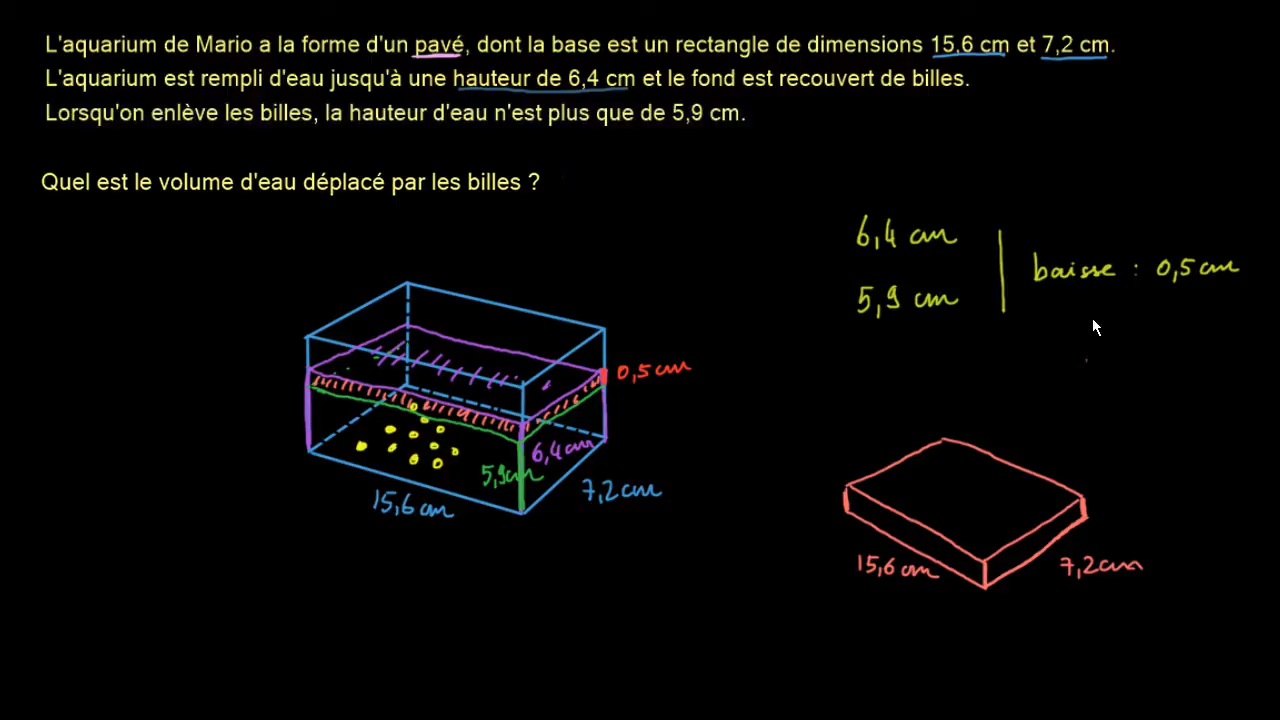 L'aquarium de Mario a la forme d'un pavé, dont la base est un rectangle de dimensions 15,6 cm et 7,2 cm.
L'aquarium est rempli d'eau jusqu'à une hauteur de 6,4 cm et le fond est recouvert de billes.
Lorsqu'on enlève les billes, la hauteur d'eau n'est plus que de 5,9 cm.
Quel est le volume d'eau déplacé par les billes ?
6,4 cm
baisse : 0,5 cm
5,9 cm
0,5 cm
6,4 cm
5,9 cm
7,2 cm
15,6 cm
15,6 cm
7,2 cm